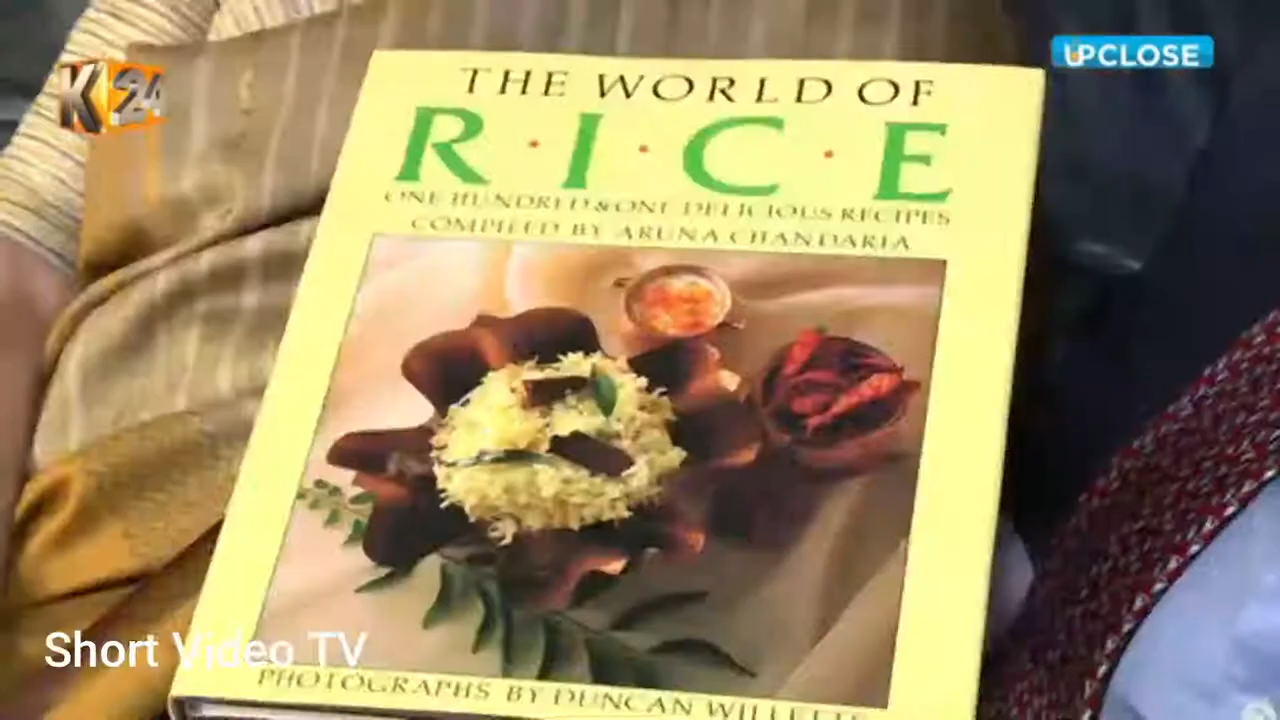 K24
UPCLOSE
THE WORLD OF
R·I·C·E
ONE HUNDRED & ONE DELICIOUS RECIPES
COMPILED BY ARUNA CHANDARIA
Short Video TV
PHOTOGRAPHS BY DUNCAN WILLETTS